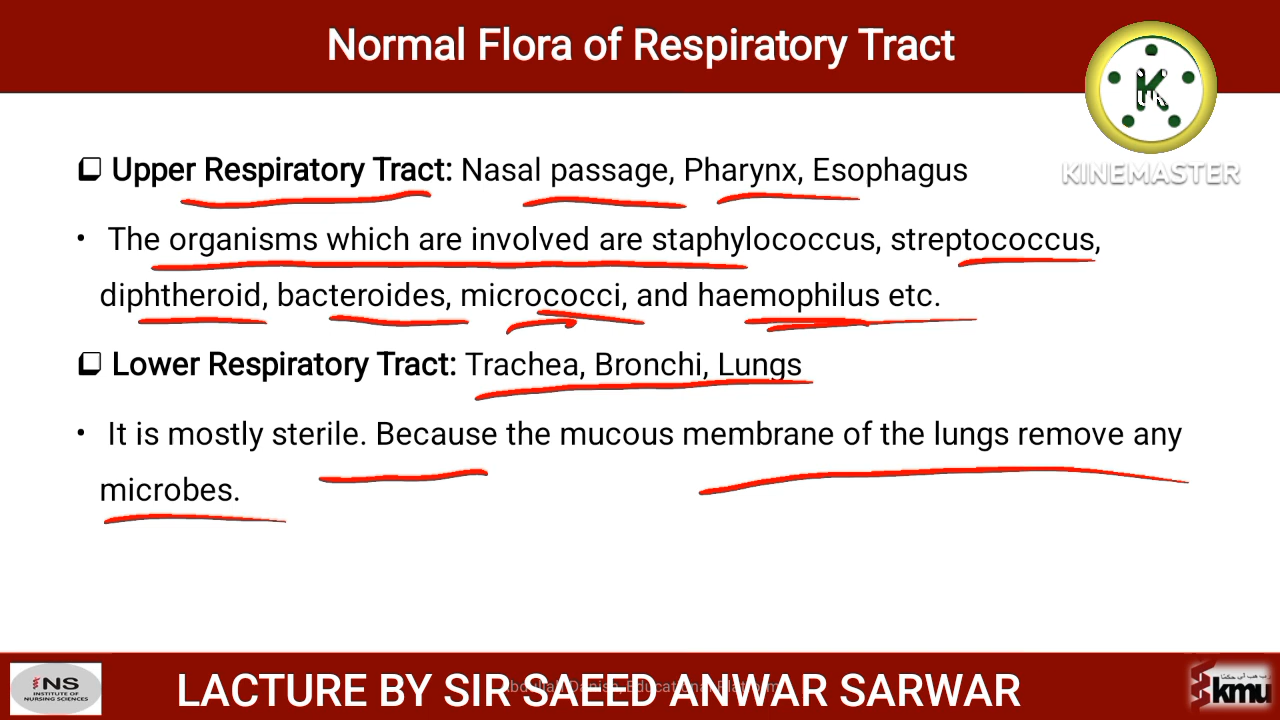 Normal Flora of Respiratory Tract
KINEMASTER
Upper Respiratory Tract: Nasal passage, Pharynx, Esophagus
• The organisms which are involved are staphylococcus, streptococcus,
diphtheroid, bacteroides, micrococci, and haemophilus etc.
Lower Respiratory Tract: Trachea, Bronchi, Lungs
• It is mostly sterile. Because the mucous membrane of the lungs remove any
microbes.
INS
INSTITUTE OF
NURSING SCIENCES
LACTURE BY SIR SAEED ANWAR SARWAR
kmu